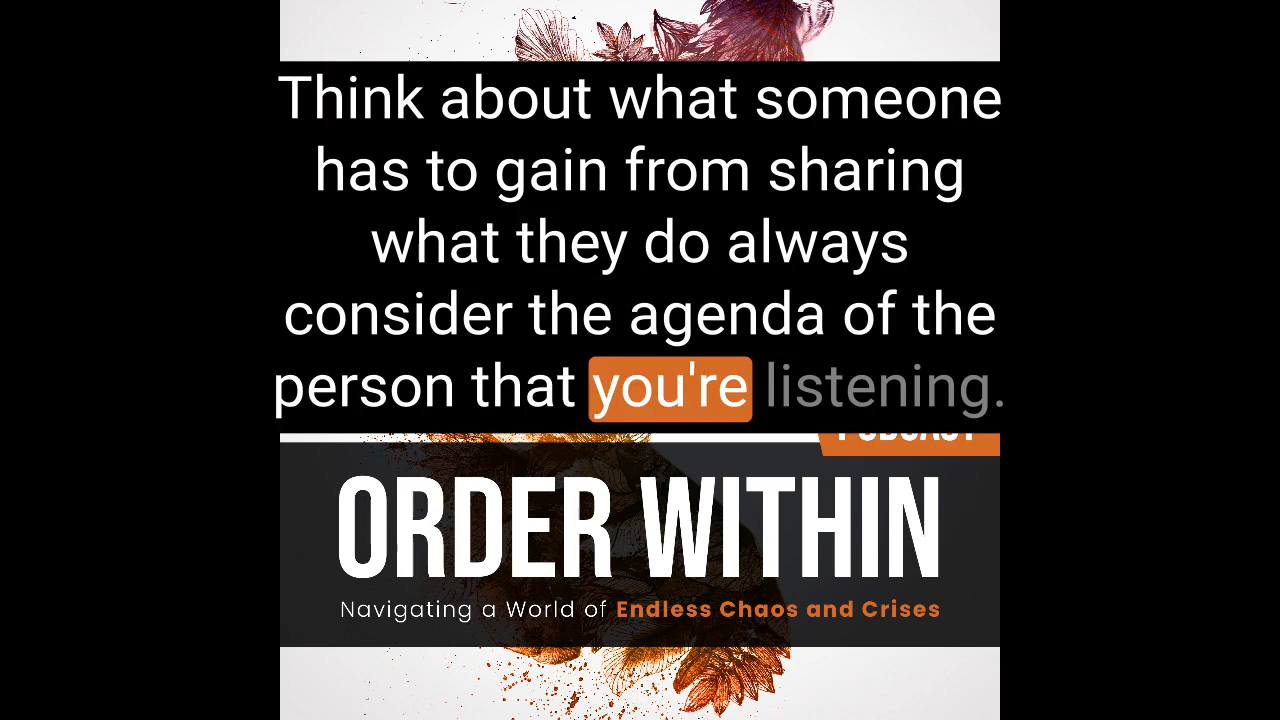 Think about what someone
has to gain from sharing
what they do always
consider the agenda of the
person that you're listening.
PODCAST
ORDER WITHIN
Navigating a World of Endless Chaos and Crises